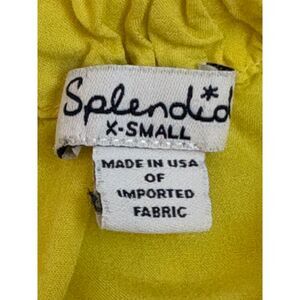 Splendid*
X-SMALL
MADE IN USA
OF
IMPORTED
FABRIC